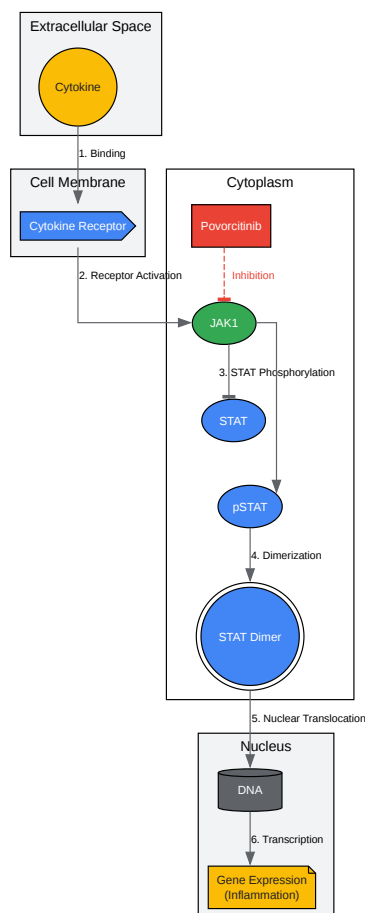 Extracellular Space
Cytokine
1. Binding
Cell Membrane
Cytoplasm
Cytokine Receptor
Povorcitinib
2. Receptor Activation
Inhibition
JAK1
3. STAT Phosphorylation
STAT
pSTAT
4. Dimerization
STAT Dimer
5. Nuclear Translocation
Nucleus
DNA
6. Transcription
Gene Expression
(Inflammation)